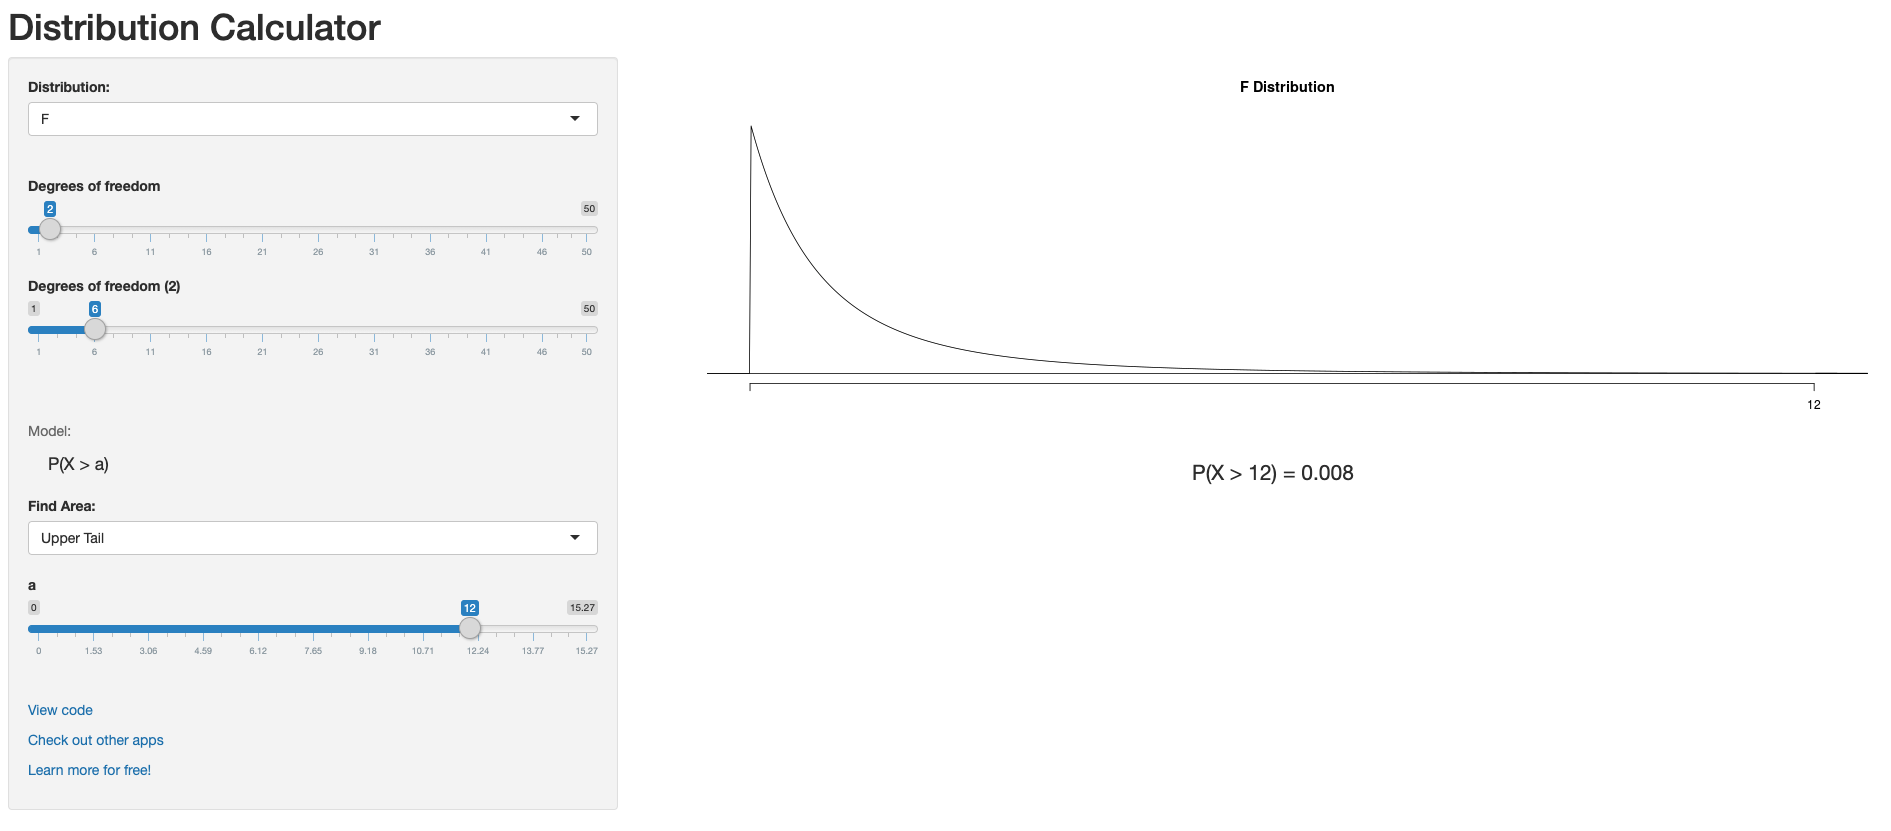 Distribution Calculator
Distribution:
F
Degrees of freedom
2 50
1 6 11 16 21 26 31 36 41 46 50
Degrees of freedom (2)
1 6 50
1 6 11 16 21 26 31 36 41 46 50
Model:
P(X > a)
Find Area:
Upper Tail
a
0 12 15.27
0 1.53 3.06 4.59 6.12 7.65 9.18 10.71 12.24 13.77 15.27
View code
Check out other apps
Learn more for free!
F Distribution
12
P(X > 12) = 0.008